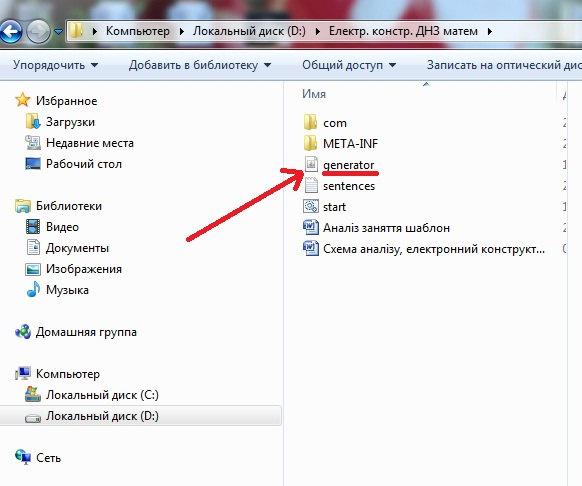 Компьютер ▸ Локальный диск (D:) ▸ Електр. констр. ДНЗ матем ▸
Упорядочить Добавить в библиотеку Общий доступ Записать на оптический дис
Избранное
Загрузки
Недавние места
Рабочий стол
Библиотеки
Видео
Документы
Изображения
Музыка
Домашняя группа
Компьютер
Локальный диск (C:)
Локальный диск (D:)
Сеть
Имя
com
META-INF
generator
sentences
start
Аналіз заняття шаблон
Схема аналізу, електронний конструкт...